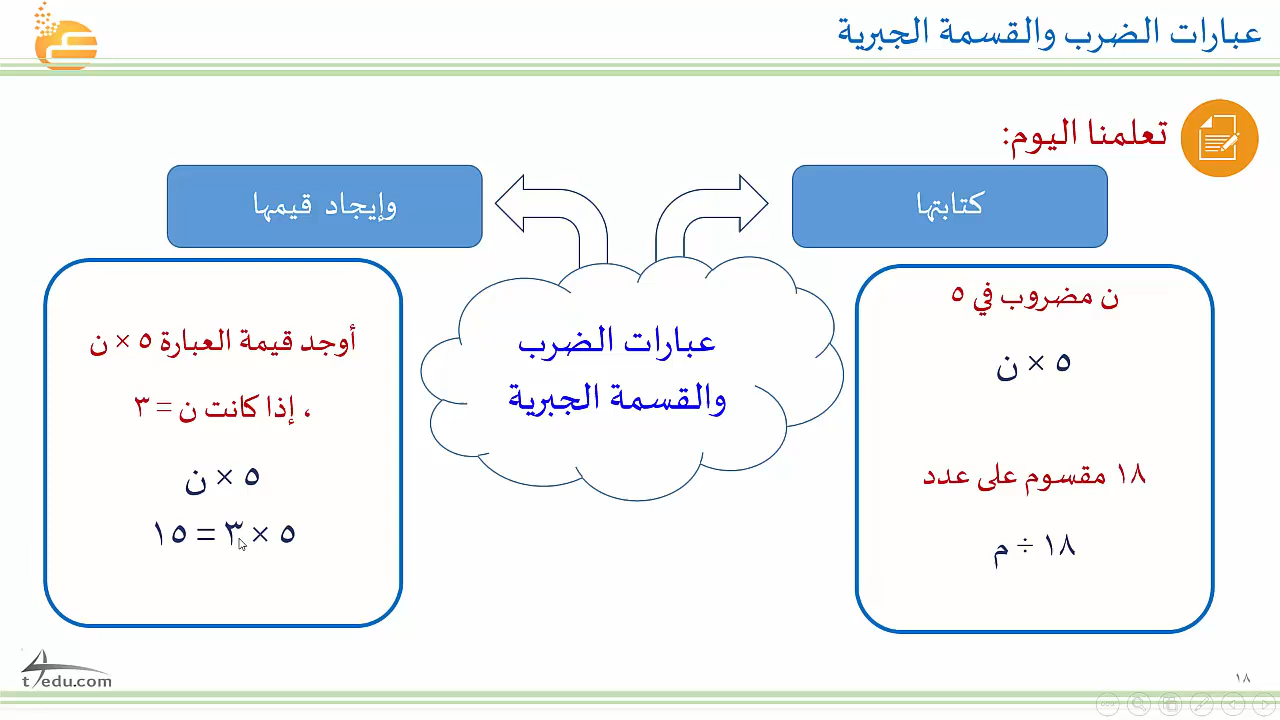 عبارات الضرب والقسمة الجبرية
تعلمنا اليوم:
كتابتها
وإيجاد قيمها
ن مضروب في ٥
٥ × ن
١٨ مقسوم على عدد
١٨ ÷ م
عبارات الضرب
والقسمة الجبرية
أوجد قيمة العبارة ٥ × ن
، إذا كانت ن = ٣
٥ × ن
٥ × ٣ = ١٥
t4edu.com
١٨